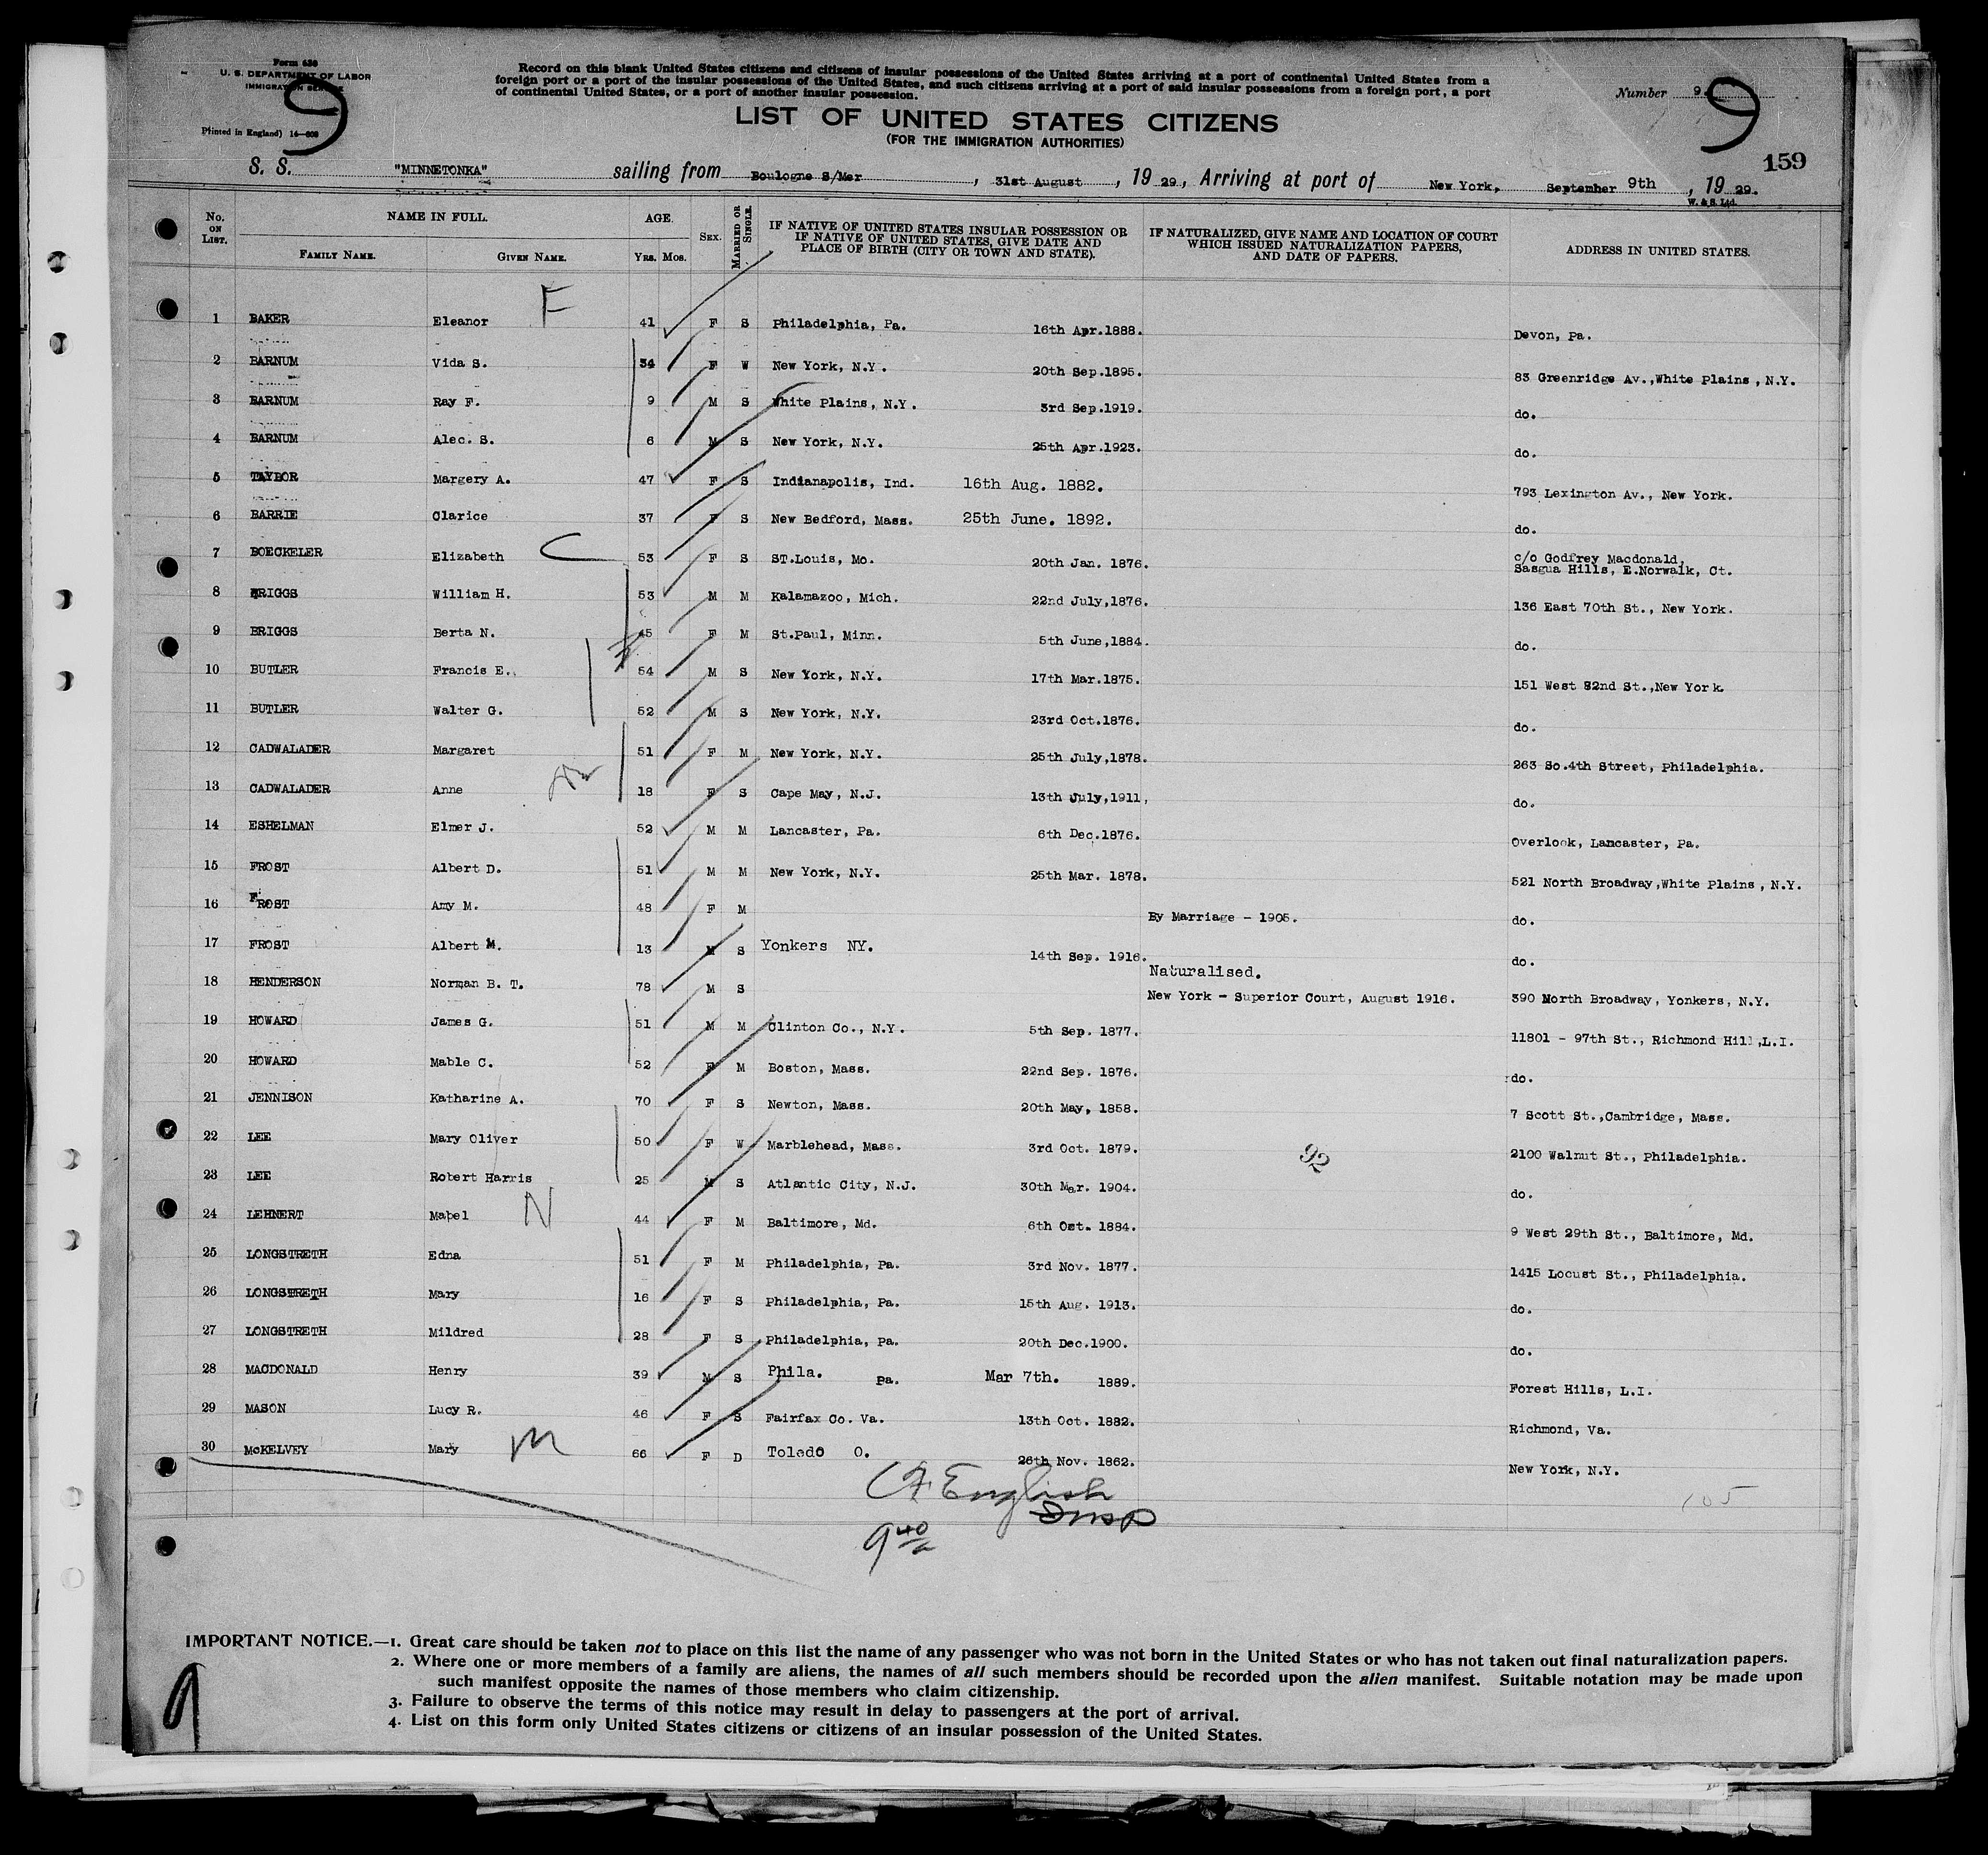 Form 630
U. S. DEPARTMENT OF LABOR
IMMIGRATION SERVICE
Printed in England) 14—608
9
Record on this blank United States citizens and citizens of insular possessions of the United States arriving at a port of continental United States from a
foreign port or a port of the insular possessions of the United States, and such citizens arriving at a port of said insular possessions from a foreign port, a port
of continental United States, or a port of another insular possession.
Number 9.
9
LIST OF UNITED STATES CITIZENS
(FOR THE IMMIGRATION AUTHORITIES)
159
S. S. "MINNETONKA" sailing from Boulogne S/Mer, 31st August, 19 29, Arriving at port of New York, September 9th, 19 29.
W. & S. Ltd.
No. ON LIST. NAME IN FULL. AGE. SEX. MARRIED OR SINGLE. IF NATIVE OF UNITED STATES INSULAR POSSESSION OR IF NATIVE OF UNITED STATES, GIVE DATE AND PLACE OF BIRTH (CITY OR TOWN AND STATE). IF NATURALIZED, GIVE NAME AND LOCATION OF COURT WHICH ISSUED NATURALIZATION PAPERS, AND DATE OF PAPERS. ADDRESS IN UNITED STATES.
FAMILY NAME. GIVEN NAME. YRS. MOS.
1 BAKER Eleanor F 41 F S Philadelphia, Pa. 16th Apr.1888. Devon, Pa.
2 BARNUM Vida S. 34 F W New York, N.Y. 20th Sep.1895. 83 Greenridge Av.,White Plains, N.Y.
3 BARNUM Ray F. 9 M S White Plains, N.Y. 3rd Sep.1919. do.
4 BARNUM Alec. S. 6 M S New York, N.Y. 25th Apr.1923. do.
5 TAYLOR Margery A. 47 F S Indianapolis, Ind. 16th Aug. 1882. 793 Lexington Av., New York.
6 BARRIE Clarice 37 F S New Bedford, Mass. 25th June. 1892. do.
7 BOECKELER Elizabeth C 53 F S ST.Louis, Mo. 20th Jan. 1876. c/o Godfrey Macdonald,
Sasgua Hills, E.Norwalk, Ct.
8 BRIGGS William H. 53 M M Kalamazoo, Mich. 22nd July,1876. 136 East 70th St., New York.
9 BRIGGS Berta N. 45 F M St.Paul, Minn. 5th June,1884. do.
10 BUTLER Francis E. 54 M S New York, N.Y. 17th Mar.1875. 151 West 82nd St.,New York.
11 BUTLER Walter G. 52 M S New York, N.Y. 23rd Oct.1876. do.
12 CADWALADER Margaret 51 F M New York, N.Y. 25th July,1878. 263 So.4th Street, Philadelphia.
13 CADWALADER Anne 18 F S Cape May, N.J. 13th July,1911, do.
14 ESHELMAN Elmer J. 52 M M Lancaster, Pa. 6th Dec.1876. Overlook, Lancaster, Pa.
15 FROST Albert D. 51 M M New York, N.Y. 25th Mar. 1878. 521 North Broadway,White Plains, N.Y.
16 FROST Amy M. 48 F M By Marriage - 1905. do.
17 FROST Albert M. 13 M S Yonkers NY. 14th Sep. 1916. do.
18 HENDERSON Norman B. T. 78 M S Naturalised.
New York - Superior Court, August 1916. 390 North Broadway, Yonkers, N.Y.
19 HOWARD James G. 51 M M Clinton Co., N.Y. 5th Sep. 1877. 11801 - 97th St., Richmond Hill,L.I.
20 HOWARD Mable C. 52 F M Boston, Mass. 22nd Sep. 1876. do.
21 JENNISON Katharine A. 70 F S Newton, Mass. 20th May, 1858. 7 Scott St.,Cambridge, Mass.
22 LEE Mary Oliver 50 F W Marblehead, Mass. 3rd Oct. 1879. 92 2100 Walnut St., Philadelphia.
23 LEE Robert Harris 25 M S Atlantic City, N.J. 30th Mar. 1904. do.
24 LEHNERT Mabel N 44 F M Baltimore, Md. 6th Oct. 1884. 9 West 29th St., Baltimore, Md.
25 LONGSTRETH Edna 51 F M Philadelphia, Pa. 3rd Nov. 1877. 1415 Locust St., Philadelphia.
26 LONGSTRETH Mary 16 F S Philadelphia, Pa. 15th Aug. 1913. do.
27 LONGSTRETH Mildred 28 F S Philadelphia, Pa. 20th Dec.1900. do.
28 MACDONALD Henry 39 M S Phila. Pa. Mar 7th. 1889. Forest Hills, L.I.
29 MASON Lucy R. 46 F S Fairfax Co. Va. 13th Oct. 1882. Richmond, Va.
30 McKELVEY Mary M 66 F D Toledo O. 26th Nov. 1862. New York, N.Y.
English
Insp
105
9 40
IMPORTANT NOTICE.—1. Great care should be taken not to place on this list the name of any passenger who was not born in the United States or who has not taken out final naturalization papers.
2. Where one or more members of a family are aliens, the names of all such members should be recorded upon the alien manifest. Suitable notation may be made upon
such manifest opposite the names of those members who claim citizenship.
3. Failure to observe the terms of this notice may result in delay to passengers at the port of arrival.
4. List on this form only United States citizens or citizens of an insular possession of the United States.
9